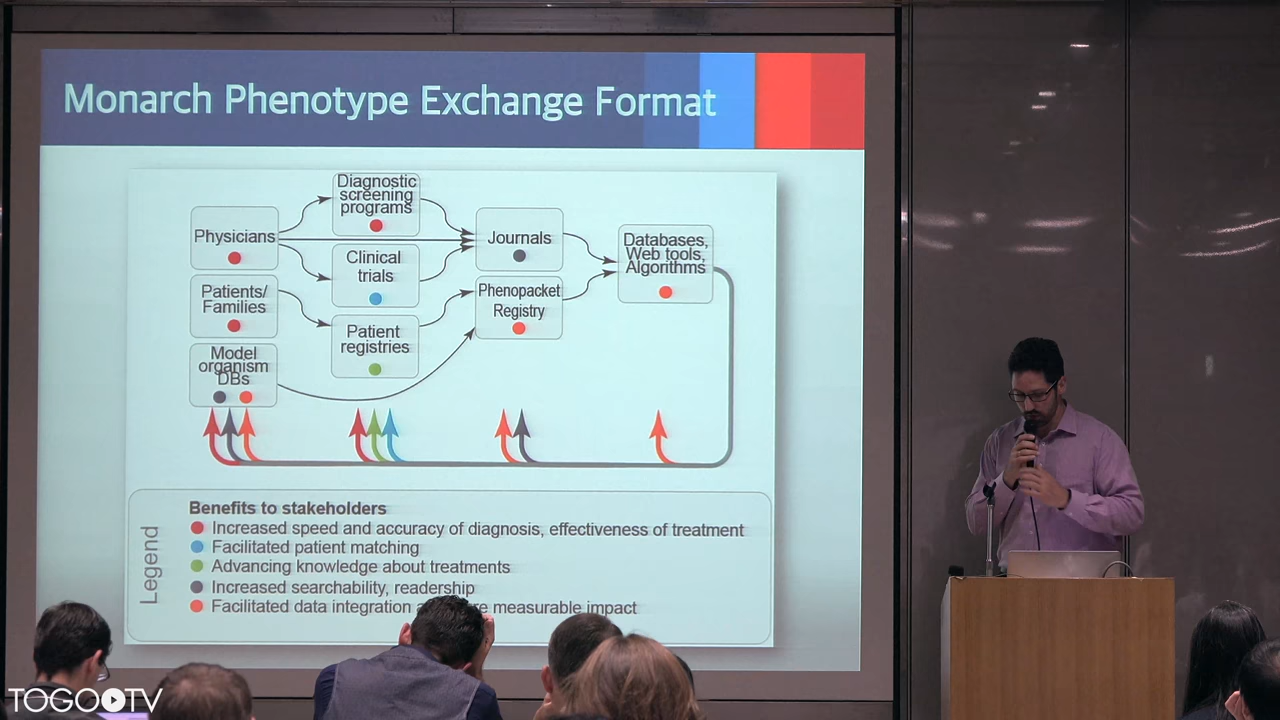 Monarch Phenotype Exchange Format
Diagnostic
screening
programs
Physicians
Journals
Databases,
Web tools,
Algorithms
Clinical
trials
Patients/
Families
Phenopacket
Registry
Patient
registries
Model
organism
DBs
Legend
Benefits to stakeholders
Increased speed and accuracy of diagnosis, effectiveness of treatment
Facilitated patient matching
Advancing knowledge about treatments
Increased searchability, readership
Facilitated data integration measurable impact
TOGOTV